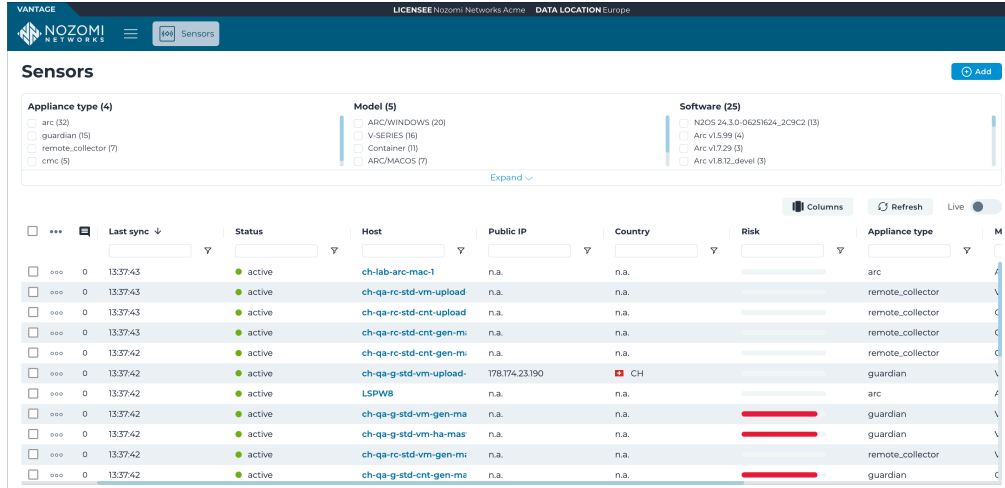 VANTAGE LICENSEE Nozomi Networks Acme DATA LOCATION Europe
NOZOMI NETWORKS Sensors
Sensors
Add
Appliance type (4) Model (5) Software (25)
arc (32) ARC/WINDOWS (20) N2OS 24.3.0-06251624_2C9C2 (13)
guardian (15) V-SERIES (16) Arc v1.5.99 (4)
remote_collector (7) Container (11) Arc v1.7.29 (3)
cmc (5) ARC/MACOS (7) Arc v1.8.12_devel (3)
Expand
Columns Refresh Live
Last sync Status Host Public IP Country Risk Appliance type M
0 13:37:43 active ch-lab-arc-mac-1 n.a. n.a. arc
0 13:37:43 active ch-qa-rc-std-vm-upload- n.a. n.a. remote_collector
0 13:37:43 active ch-qa-rc-std-cnt-upload n.a. n.a. remote_collector
0 13:37:43 active ch-qa-rc-std-cnt-gen-ma n.a. n.a. remote_collector
0 13:37:42 active ch-qa-rc-std-cnt-gen-ma n.a. n.a. remote_collector
0 13:37:42 active ch-qa-g-std-vm-upload- 178.174.23.190 CH guardian
0 13:37:42 active LSPW8 n.a. n.a. arc
0 13:37:42 active ch-qa-g-std-vm-gen-ma n.a. n.a. guardian
0 13:37:42 active ch-qa-g-std-vm-ha-mas n.a. n.a. guardian
0 13:37:42 active ch-qa-rc-std-vm-gen-ma n.a. n.a. remote_collector
0 13:37:42 active ch-qa-g-std-cnt-gen-ma n.a. n.a. guardian